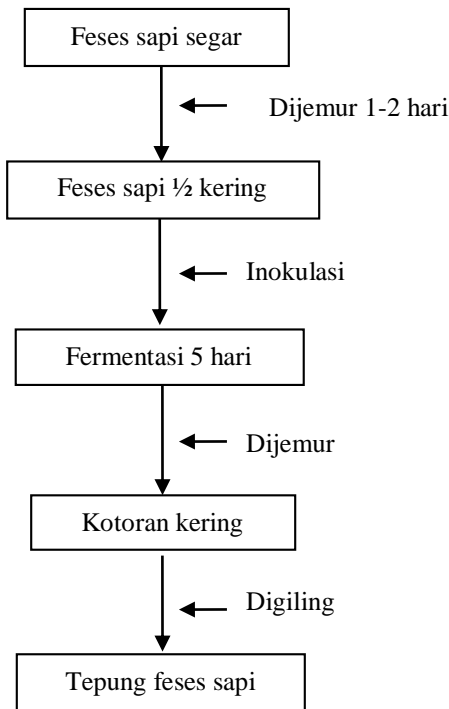 Feses sapi segar
Dijemur 1-2 hari
Feses sapi ½ kering
Inokulasi
Fermentasi 5 hari
Dijemur
Kotoran kering
Digiling
Tepung feses sapi